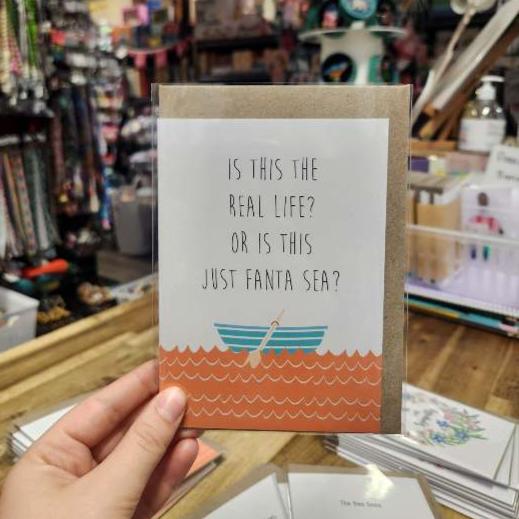 IS THIS THE
REAL LIFE?
OR IS THIS
JUST FANTA SEA?